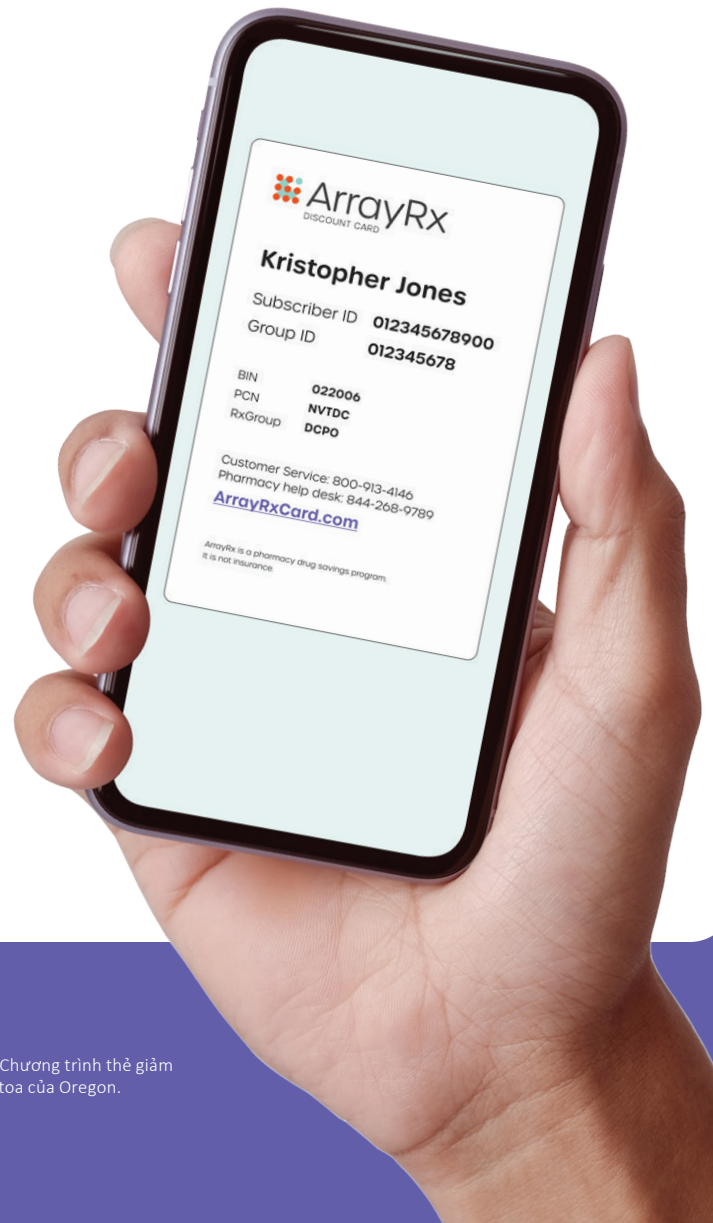 ArrayRx
DISCOUNT CARD
Kristopher Jones
Subscriber ID 012345678900
Group ID 012345678
BIN 022006
PCN NVTDC
RxGroup DCPO
Customer Service: 800-913-4146
Pharmacy help desk: 844-268-9789
ArrayRxCard.com
ArrayRx is a pharmacy drug savings program.
It is not insurance.
Chương trình thẻ giảm
toa của Oregon.